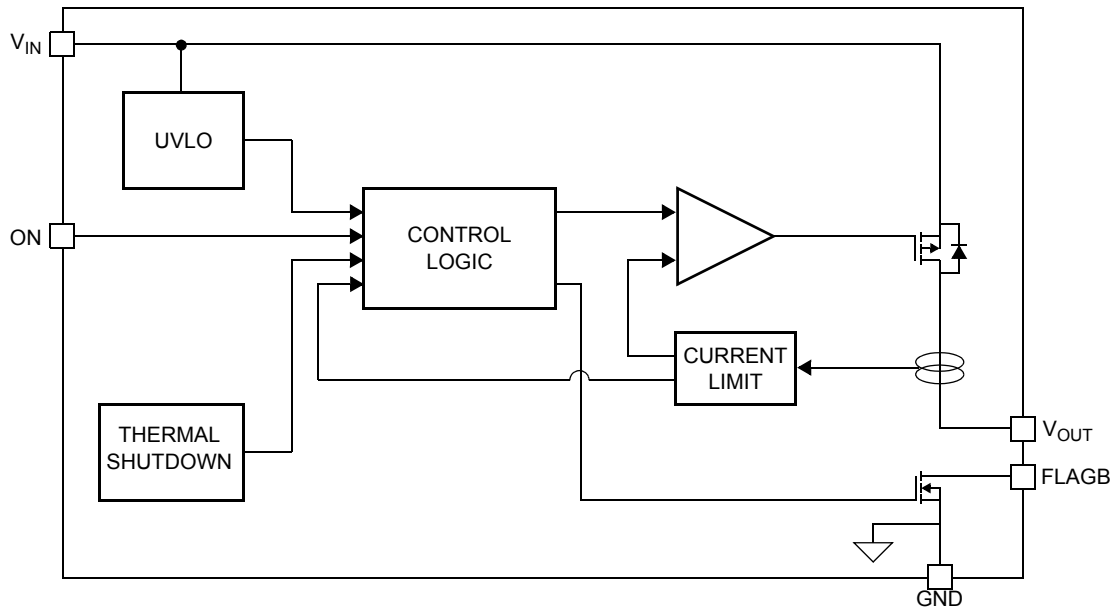 VIN
UVLO
ON
CONTROL
LOGIC
CURRENT
LIMIT
THERMAL
SHUTDOWN
VOUT
FLAGB
GND